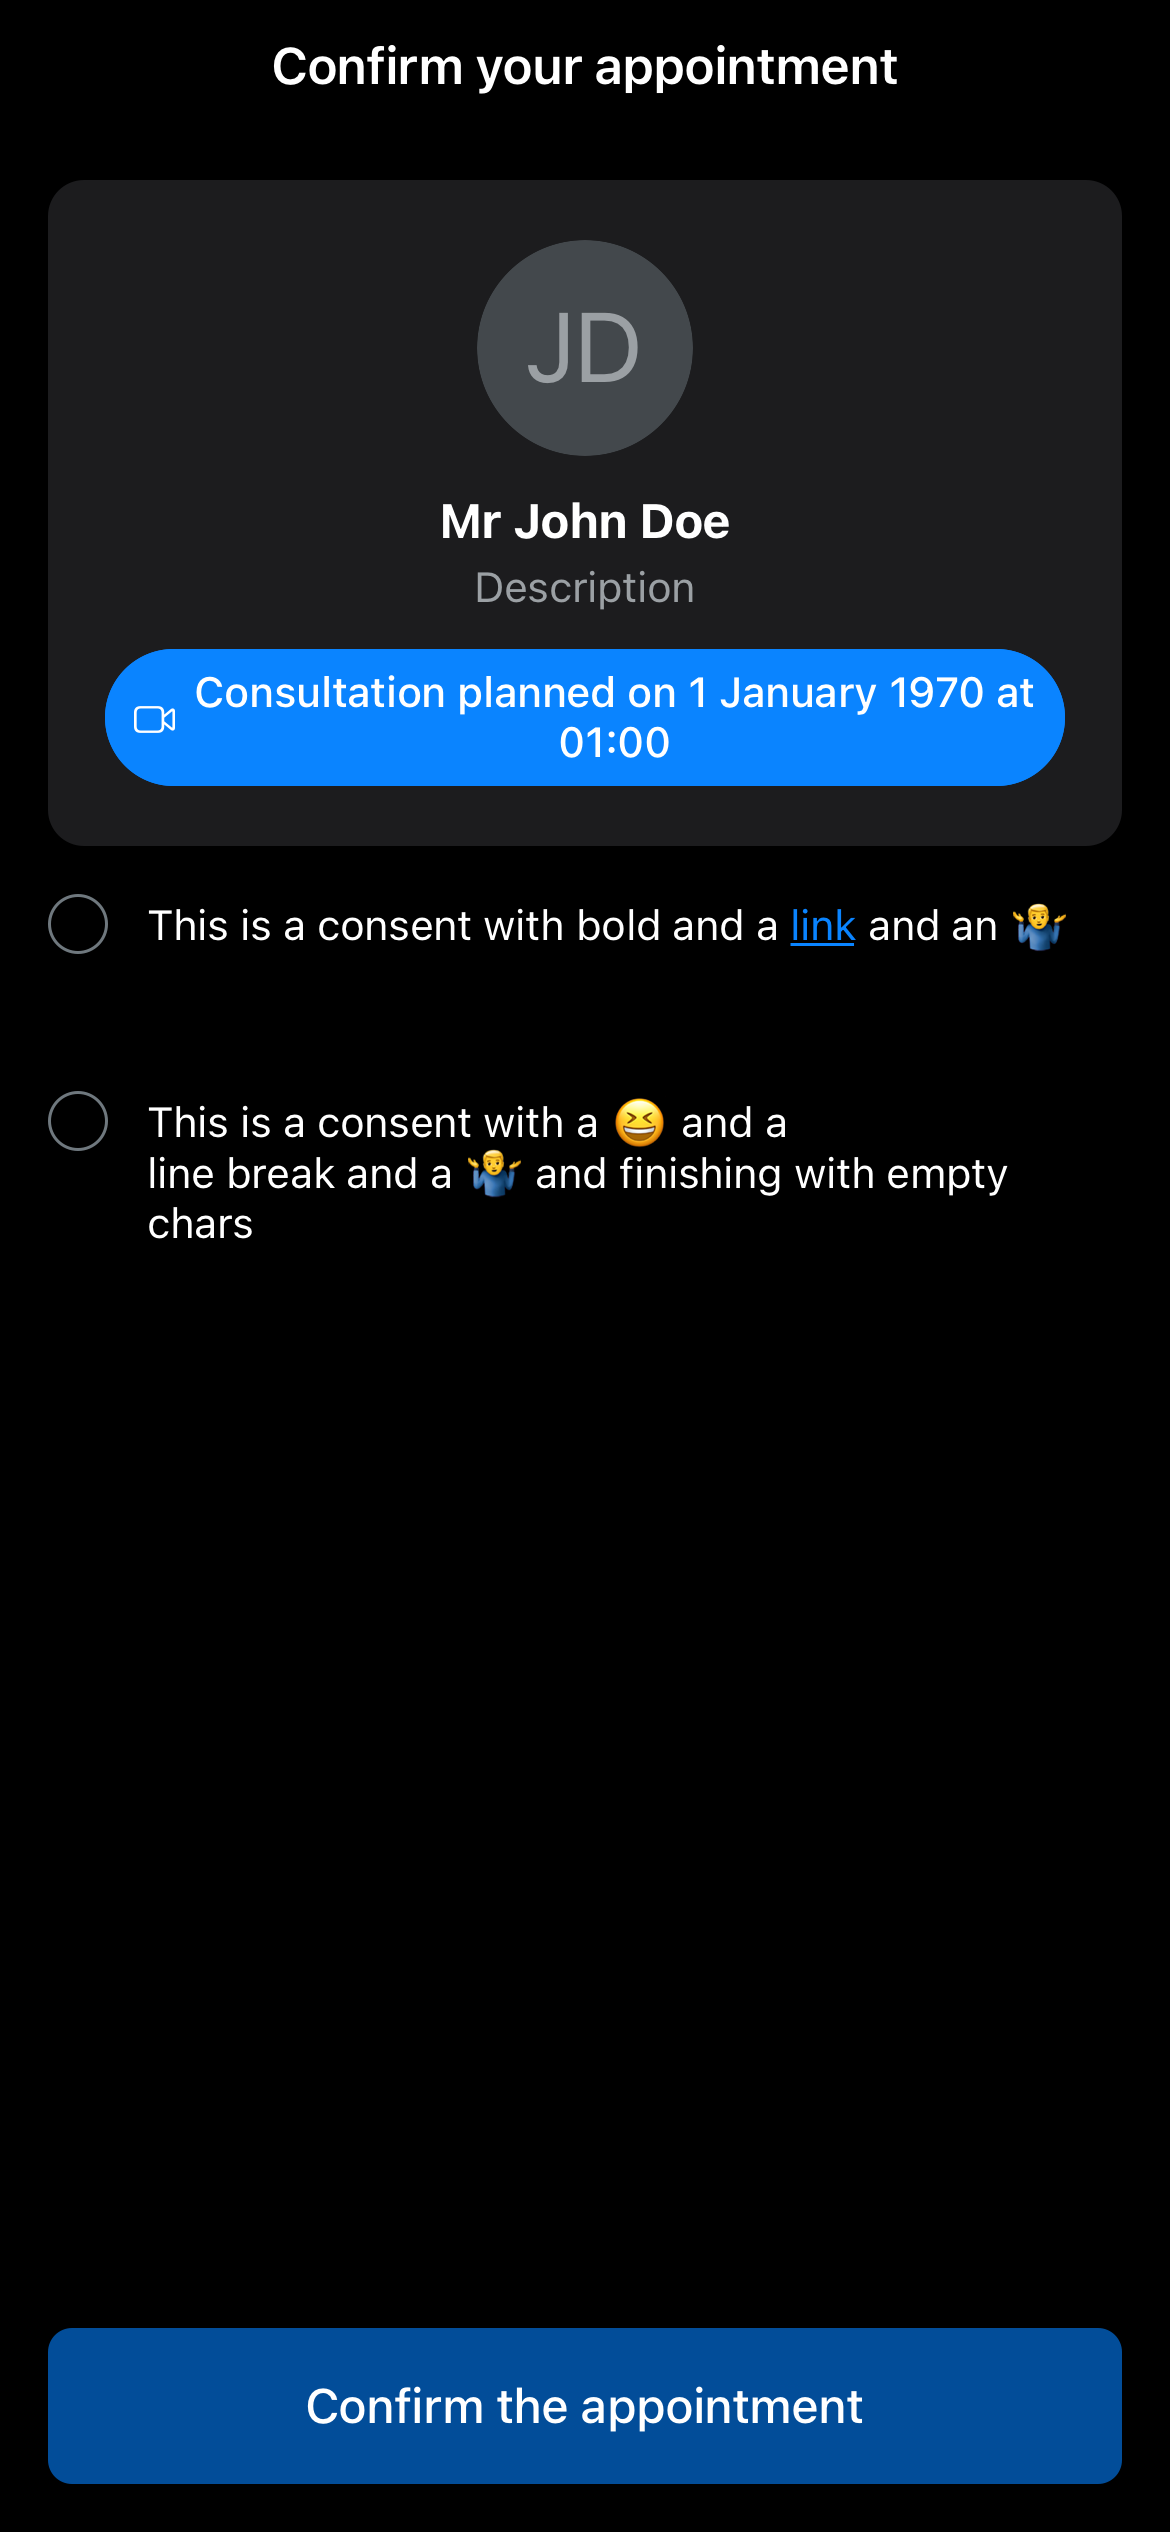 Confirm your appointment
JD
Mr John Doe
Description
Consultation planned on 1 January 1970 at
01:00
This is a consent with bold and a link and an 🤷‍♂️
This is a consent with a 😆 and a
line break and a 🤷‍♂️ and finishing with empty
chars
Confirm the appointment